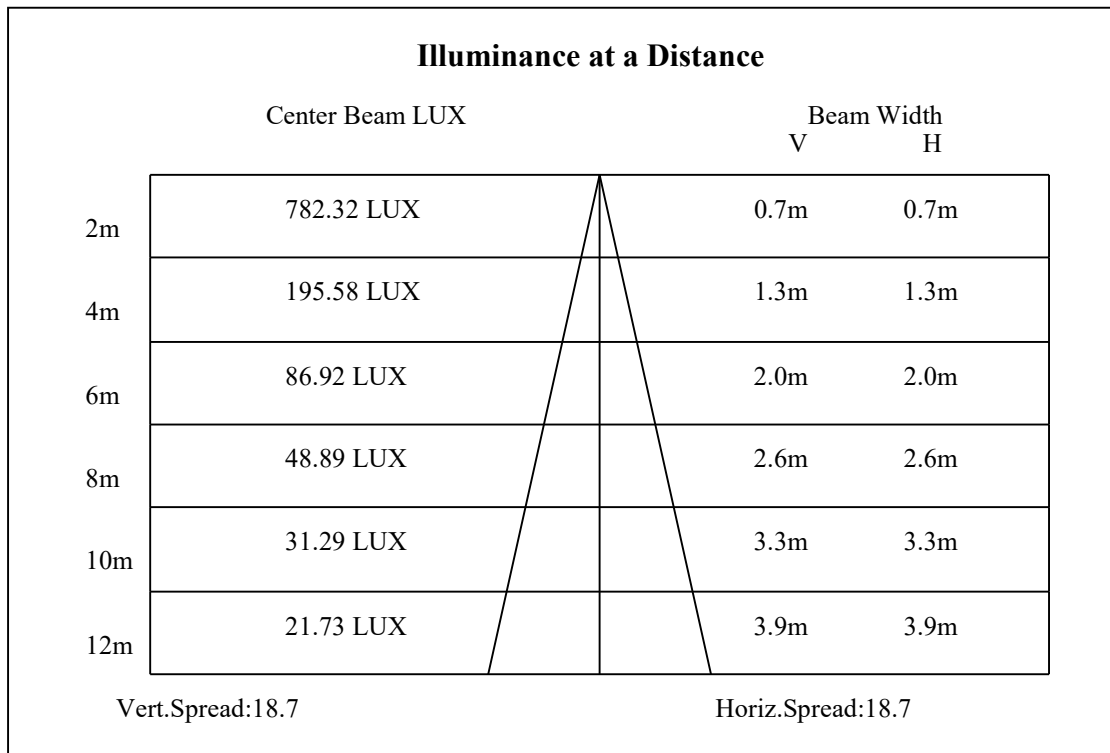 Illuminance at a Distance
Center Beam LUX Beam Width
V H
2m 782.32 LUX 0.7m 0.7m
4m 195.58 LUX 1.3m 1.3m
6m 86.92 LUX 2.0m 2.0m
8m 48.89 LUX 2.6m 2.6m
10m 31.29 LUX 3.3m 3.3m
12m 21.73 LUX 3.9m 3.9m
Vert.Spread:18.7 Horiz.Spread:18.7